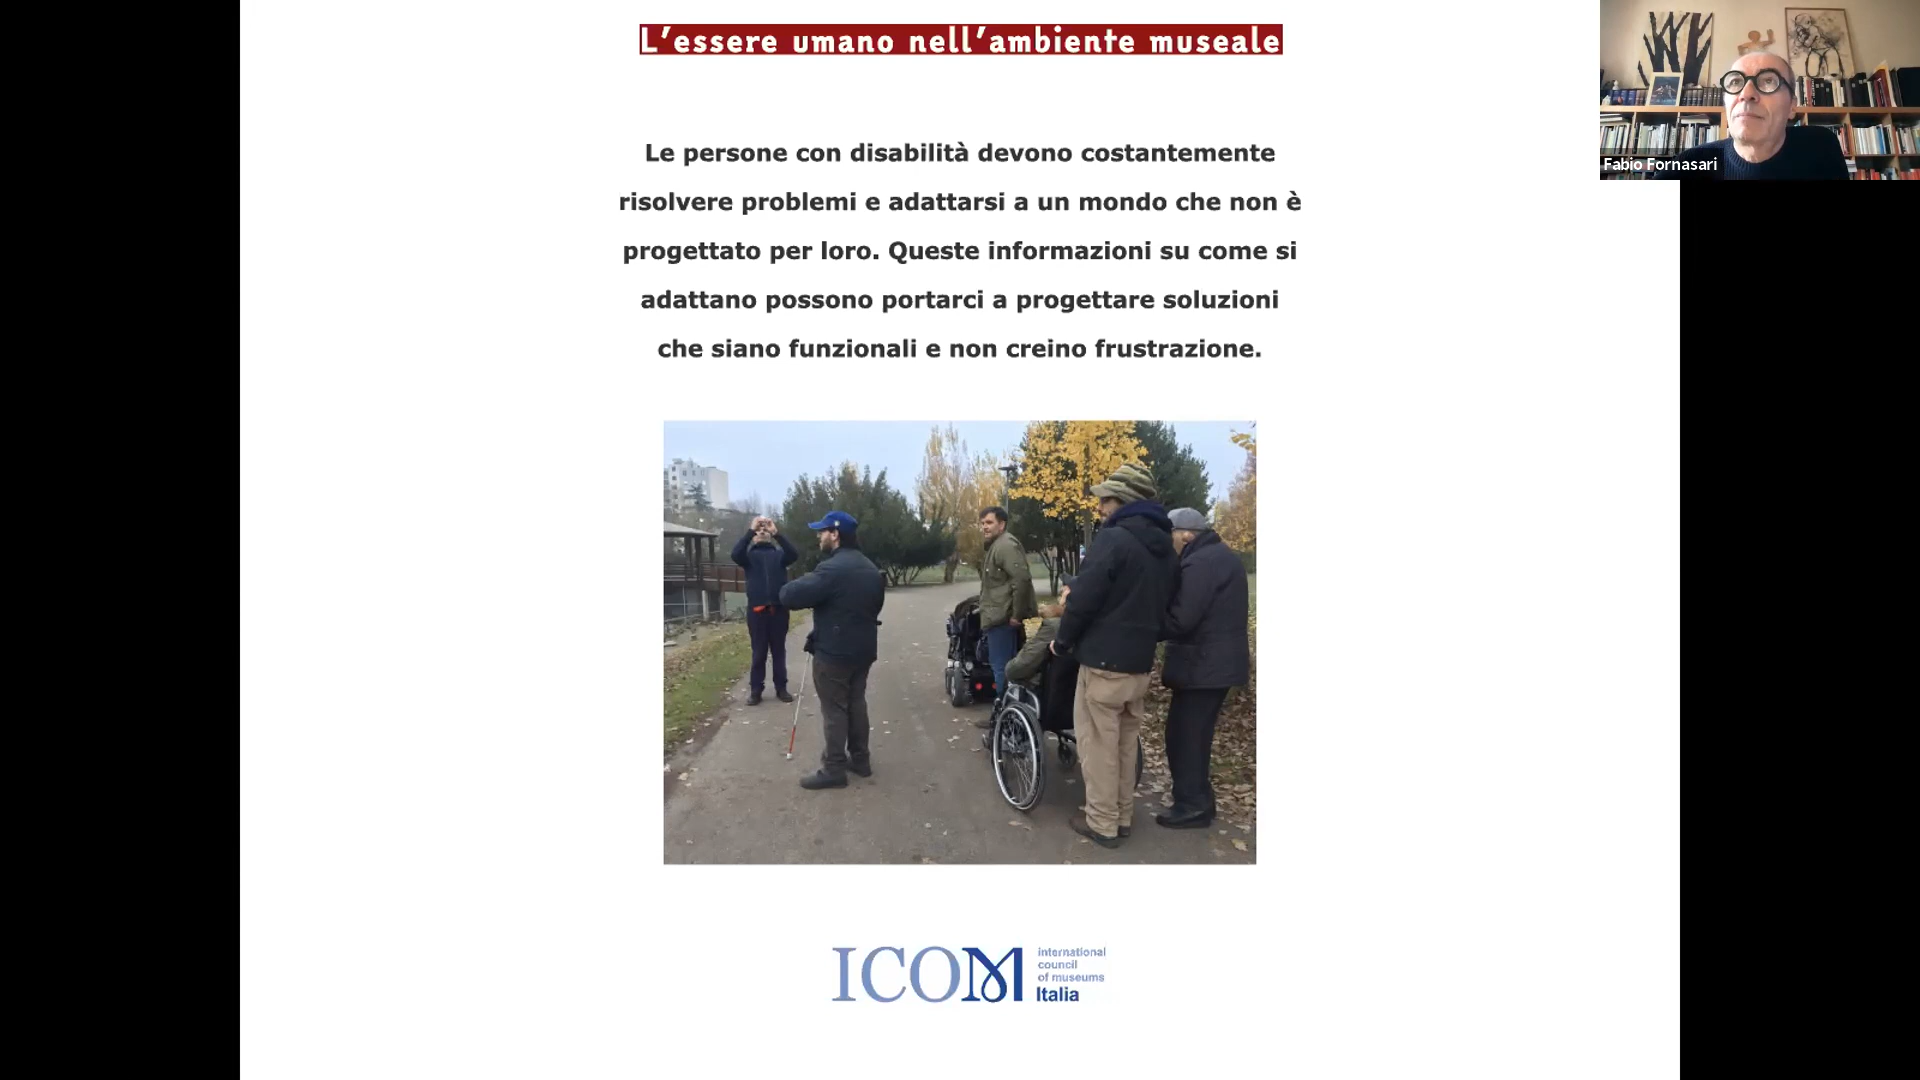 L’essere umano nell’ambiente museale
Fabio Fornasari
Le persone con disabilità devono costantemente
risolvere problemi e adattarsi a un mondo che non è
progettato per loro. Queste informazioni su come si
adattano possono portarci a progettare soluzioni
che siano funzionali e non creino frustrazione.
ICOM
international
council
of museums
Italia